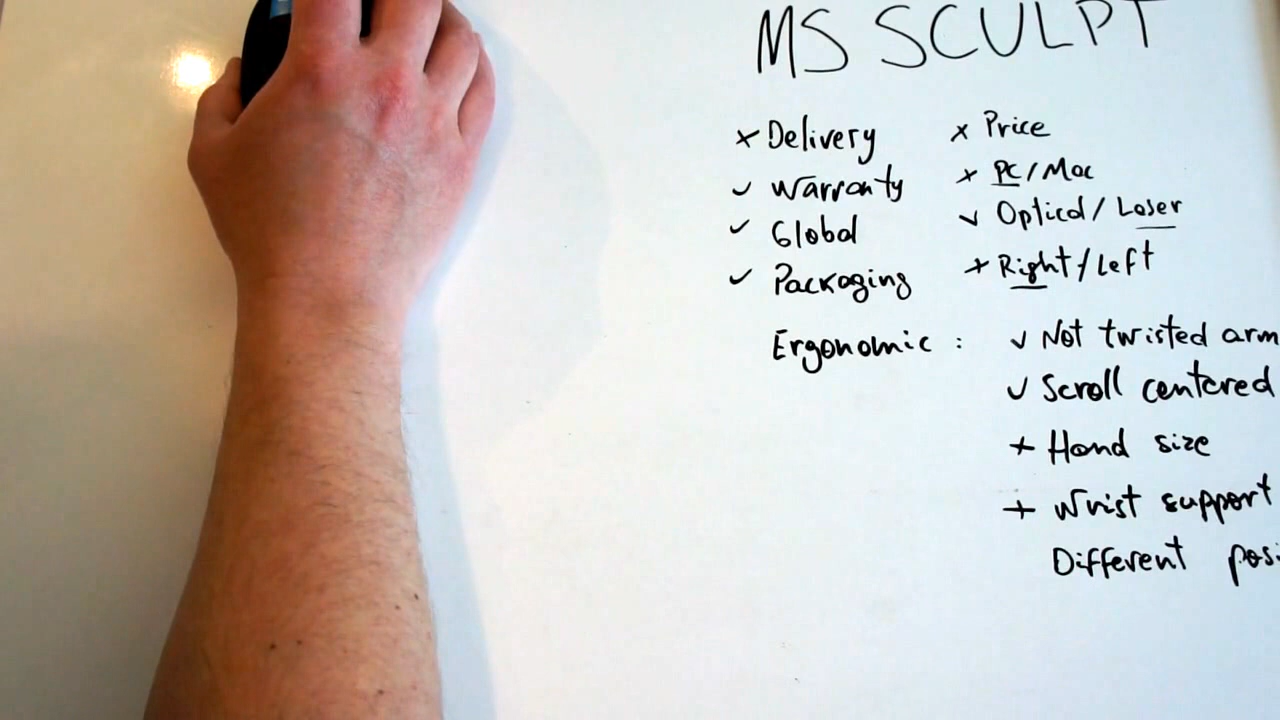 MS SCULPT
× Delivery
✓ Warranty
✓ Global
✓ Packaging
× Price
× PC/Mac
✓ Optical/Laser
× Right/Left
Ergonomic : ✓ Not twisted arm
✓ Scroll centered
+ Hand size
+ Wrist support
Different posi